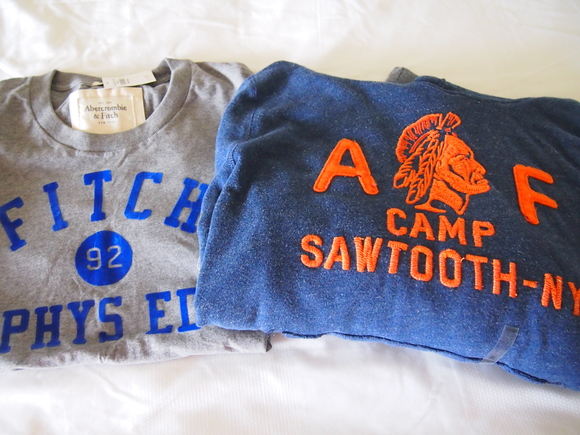 Abercrombie
& Fitch
FITCH
92
PHYS ED
A F
CAMP
SAWTOOTH-NY